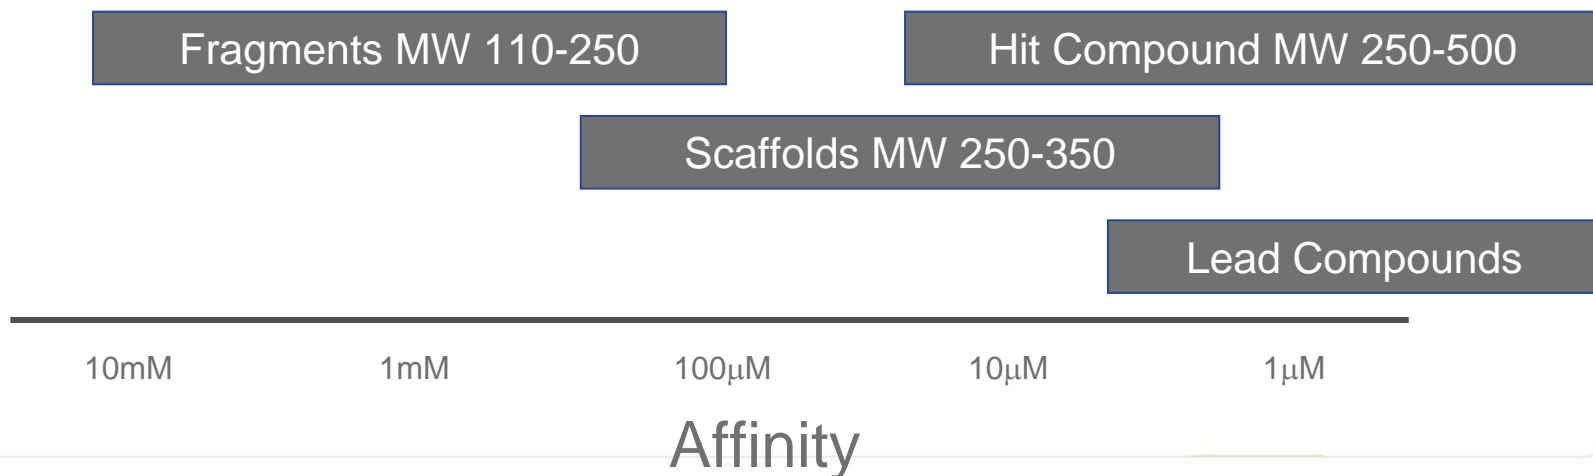 Fragments MW 110-250
Hit Compound MW 250-500
Scaffolds MW 250-350
Lead Compounds
10mM 1mM 100μM 10μM 1μM
Affinity